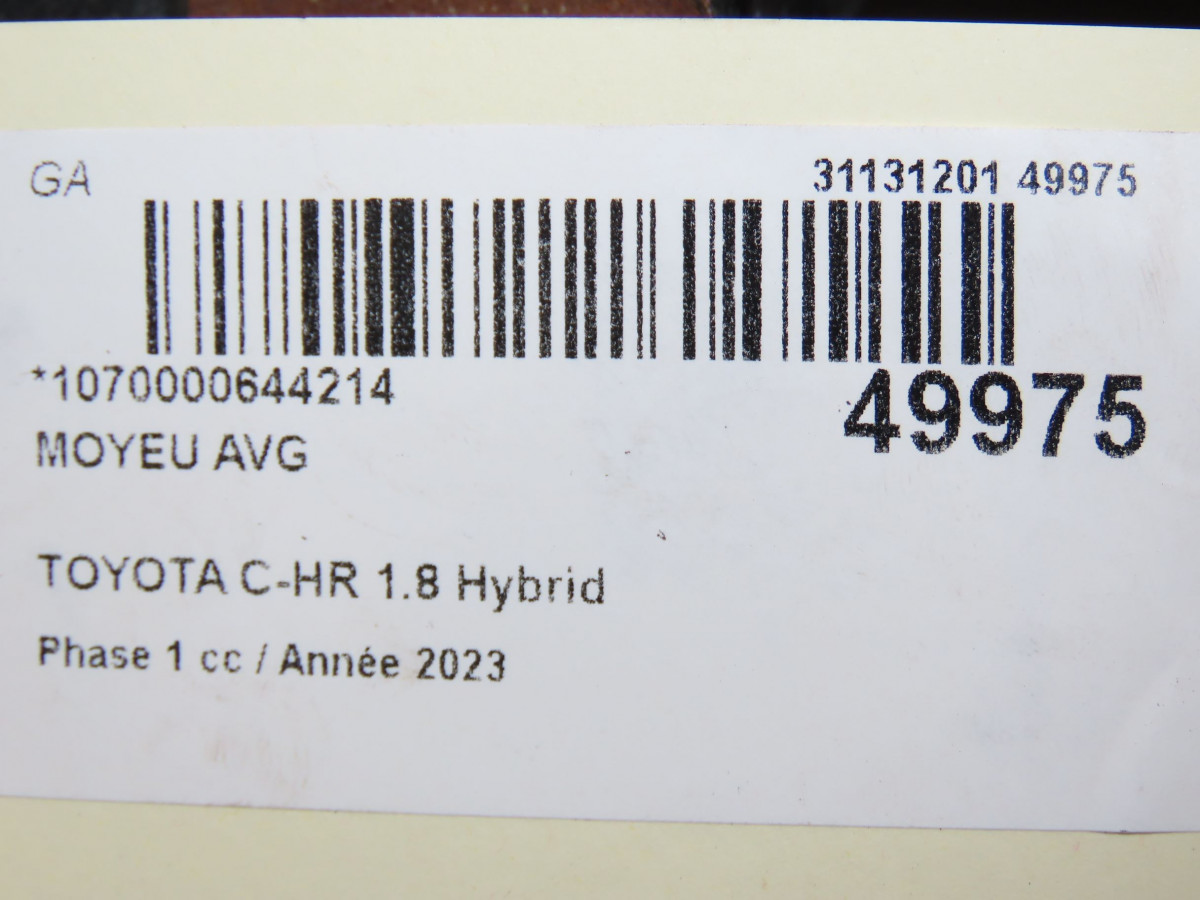 GA
31131201 49975
*1070000644214
49975
MOYEU AVG
TOYOTA C-HR 1.8 Hybrid
Phase 1 cc / Année 2023